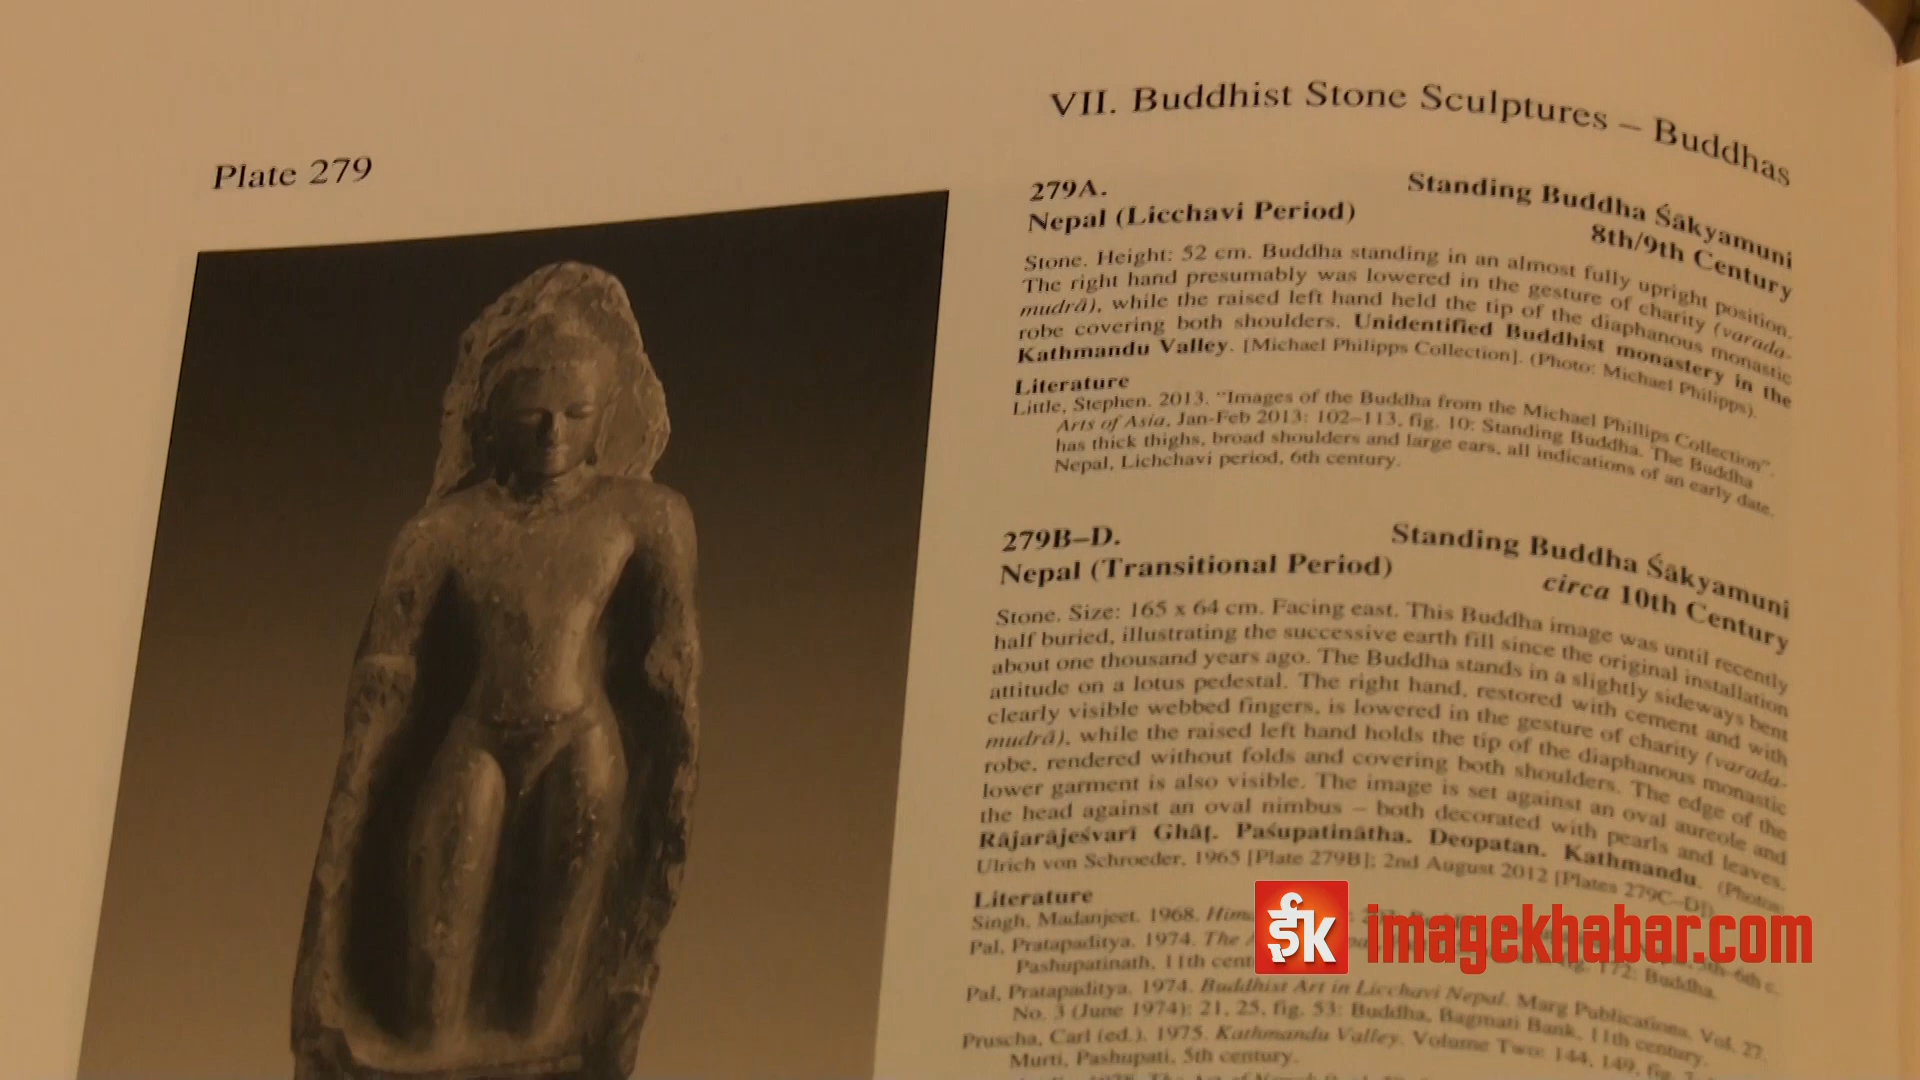 Plate 279
VII. Buddhist Stone Sculptures – Buddhas
279A. Standing Buddha Śākyamuni
Nepal (Licchavi Period) 8th/9th Century
Stone. Height: 52 cm. Buddha standing in an almost fully upright position.
The right hand presumably was lowered in the gesture of charity (varada-
mudrā), while the raised left hand held the tip of the diaphanous monastic
robe covering both shoulders. Unidentified Buddhist monastery in the
Kathmandu Valley. [Michael Philipps Collection]. (Photo: Michael Philipps).
Literature
Little, Stephen. 2013. “Images of the Buddha from the Michael Phillips Collection”.
Arts of Asia, Jan-Feb 2013: 102–113, fig. 10: Standing Buddha. The Buddha
has thick thighs, broad shoulders and large ears, all indications of an early date.
Nepal, Lichchavi period, 6th century.
279B–D. Standing Buddha Śākyamuni
Nepal (Transitional Period) circa 10th Century
Stone. Size: 165 x 64 cm. Facing east. This Buddha image was until recently
half buried, illustrating the successive earth fill since the original installation
about one thousand years ago. The Buddha stands in a slightly sideways bent
attitude on a lotus pedestal. The right hand, restored with cement and with
clearly visible webbed fingers, is lowered in the gesture of charity (varada-
mudrā), while the raised left hand holds the tip of the diaphanous monastic
robe, rendered without folds and covering both shoulders. The edge of the
lower garment is also visible. The image is set against an oval aureole and
the head against an oval nimbus – both decorated with pearls and leaves.
Rājarājeśvarī Ghāṭ. Paśupatinātha. Deopatan. Kathmandu. (Photos:
Ulrich von Schroeder, 1965 [Plate 279B]; 2nd August 2012 [Plates 279C–D])
Literature
Singh, Madanjeet. 1968. 5th–6th c.
Pal, Pratapaditya. 1974. The fig. 172: Buddha.
Pashupatinath, 11th
Pal, Pratapaditya. 1974. Buddhist Art in Licchavi Nepal. Marg Publications, Vol. 27,
No. 3 (June 1974): 21, 25, fig. 53: Buddha, Bagmati Bank, 11th century.
Pruscha, Carl (ed.). 1975. Kathmandu Valley. Volume Two: 144, 149, fig.
Murti, Pashupati, 5th century.
imagekhabar.com